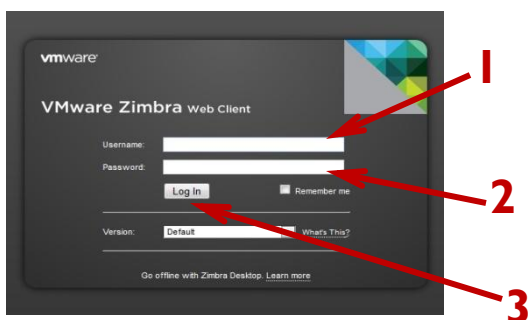 vmware
VMware Zimbra Web Client
1
Username:
Password:
2
Log In
Remember me
Version: Default What's This?
Go offline with Zimbra Desktop. Learn more
3